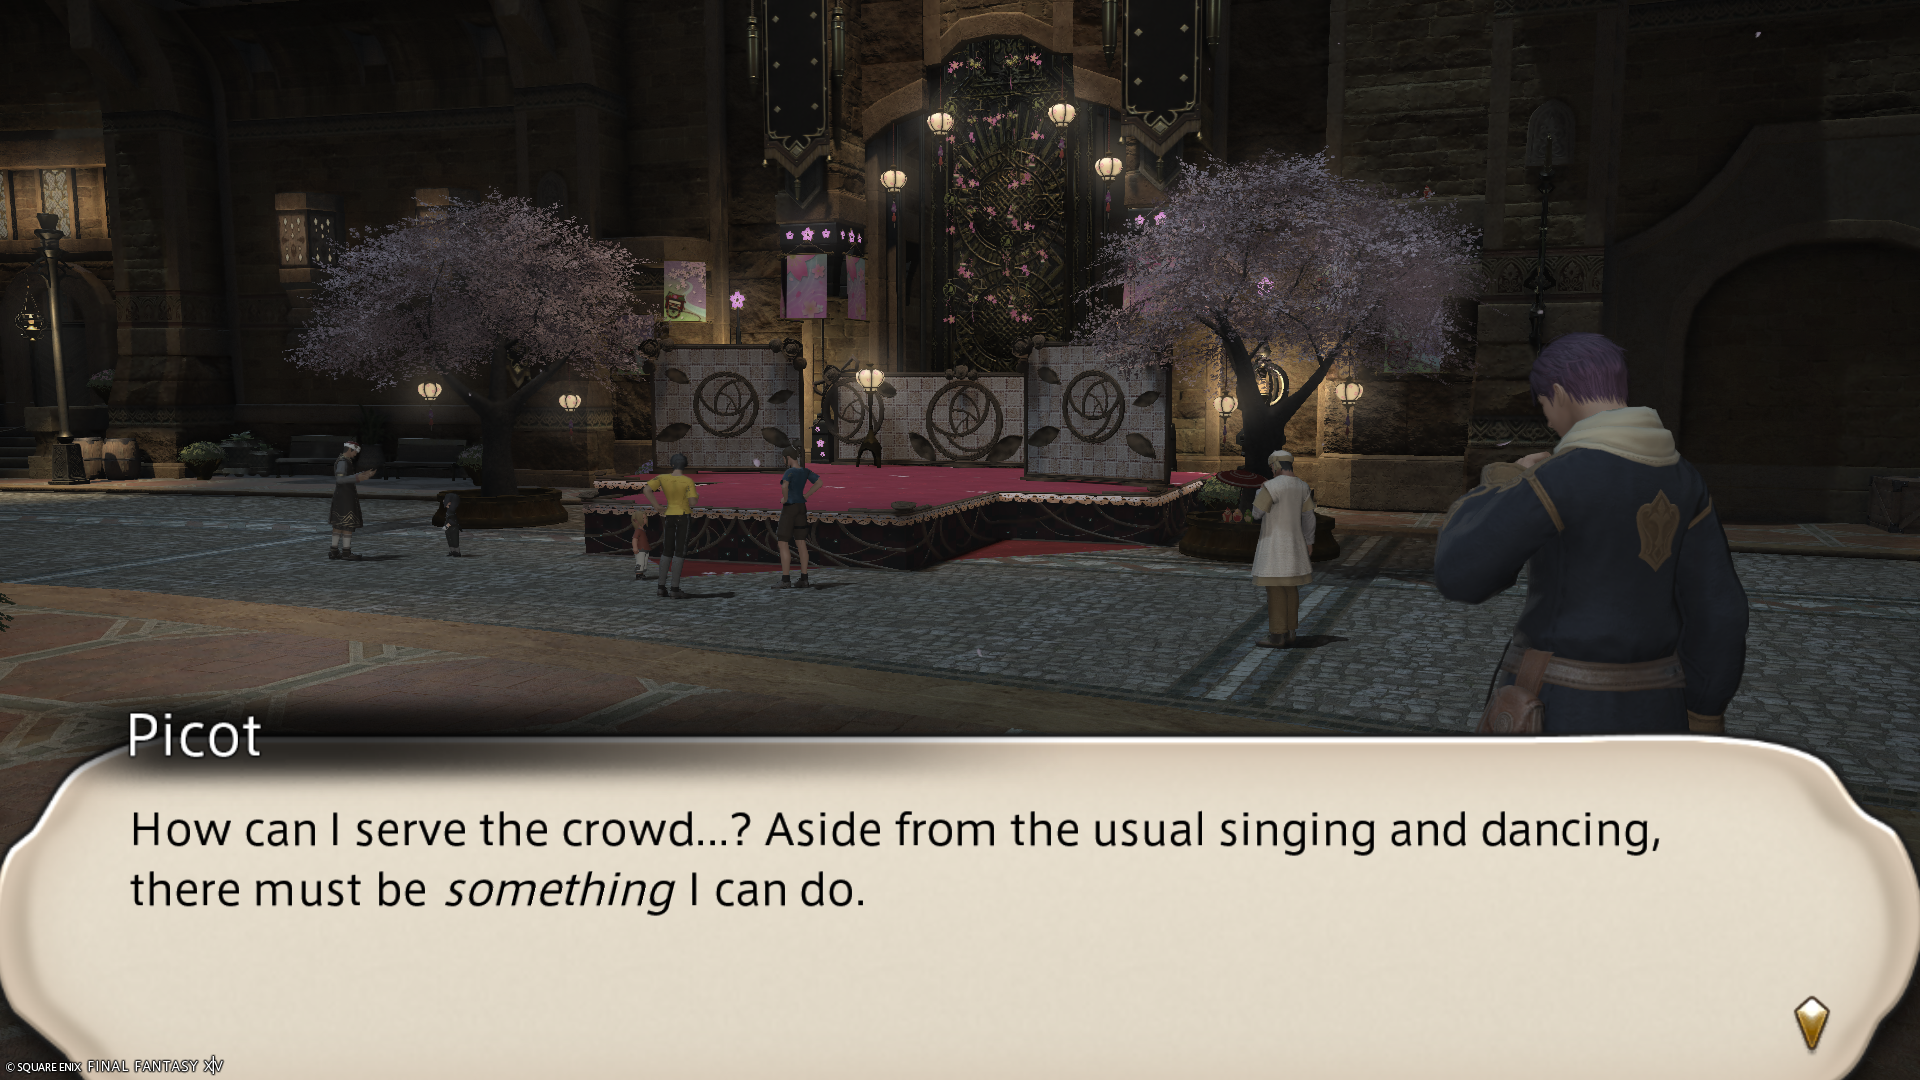 Picot
How can I serve the crowd...? Aside from the usual singing and dancing,
there must be something I can do.
© SQUARE ENIX FINAL FANTASY XIV